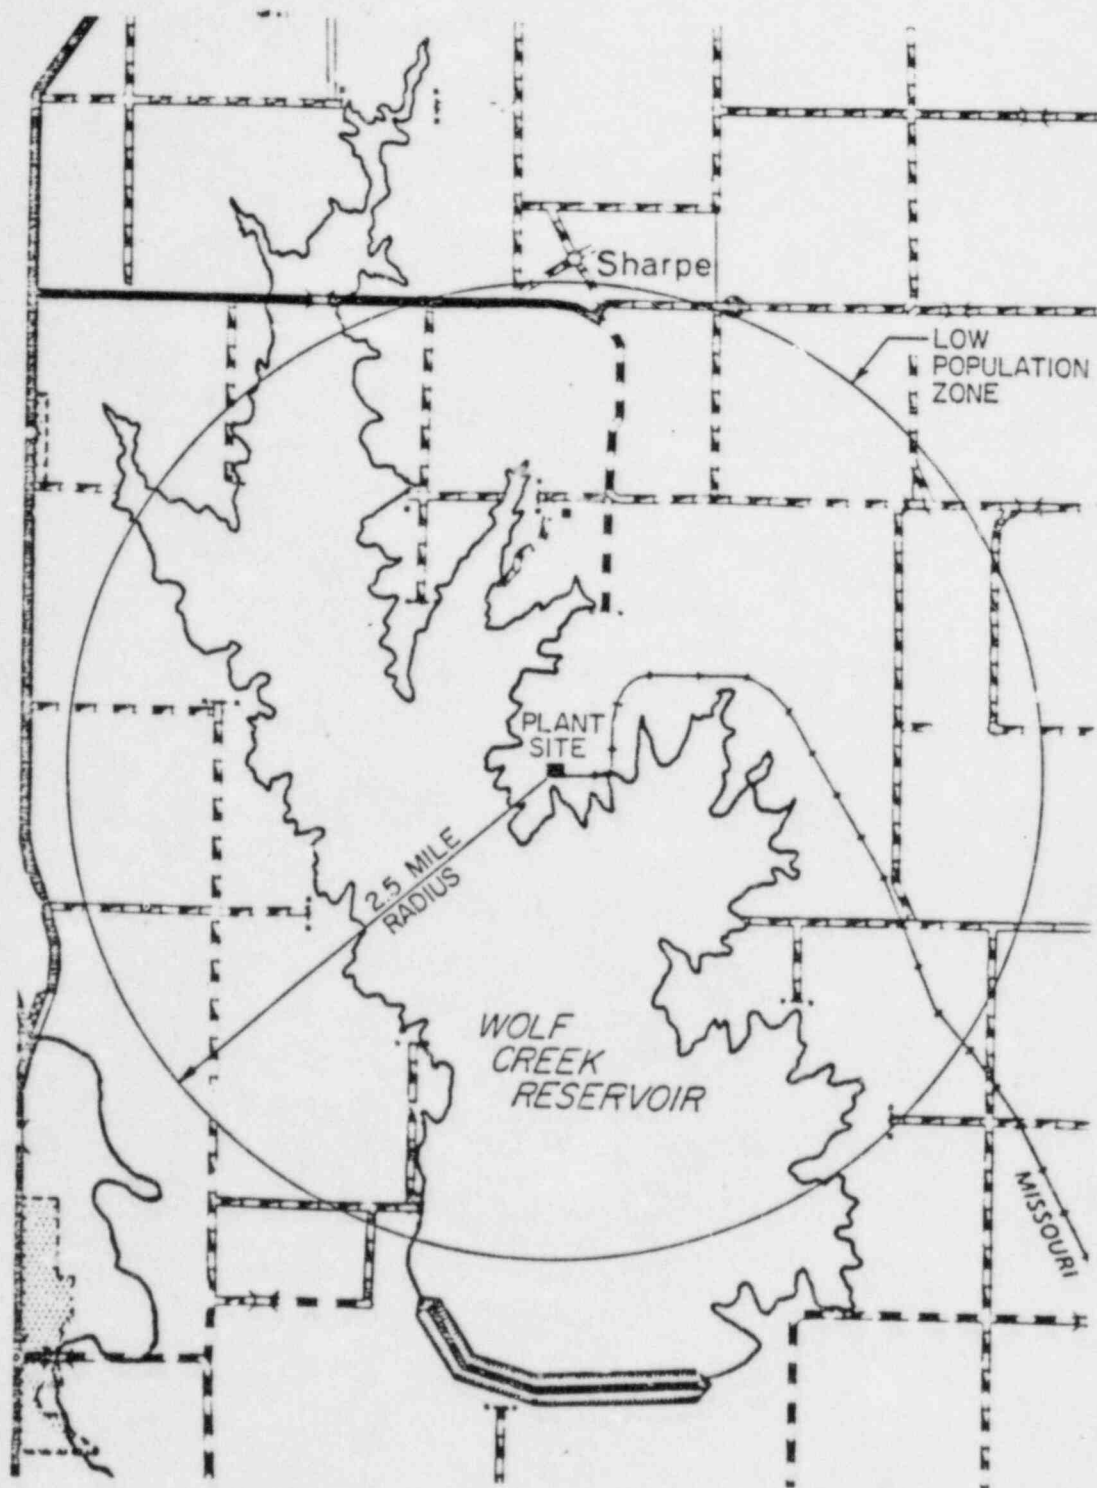 Sharpe
LOW
POPULATION
ZONE
PLANT
SITE
2.5 MILE
RADIUS
WOLF
CREEK
RESERVOIR
MISSOURI